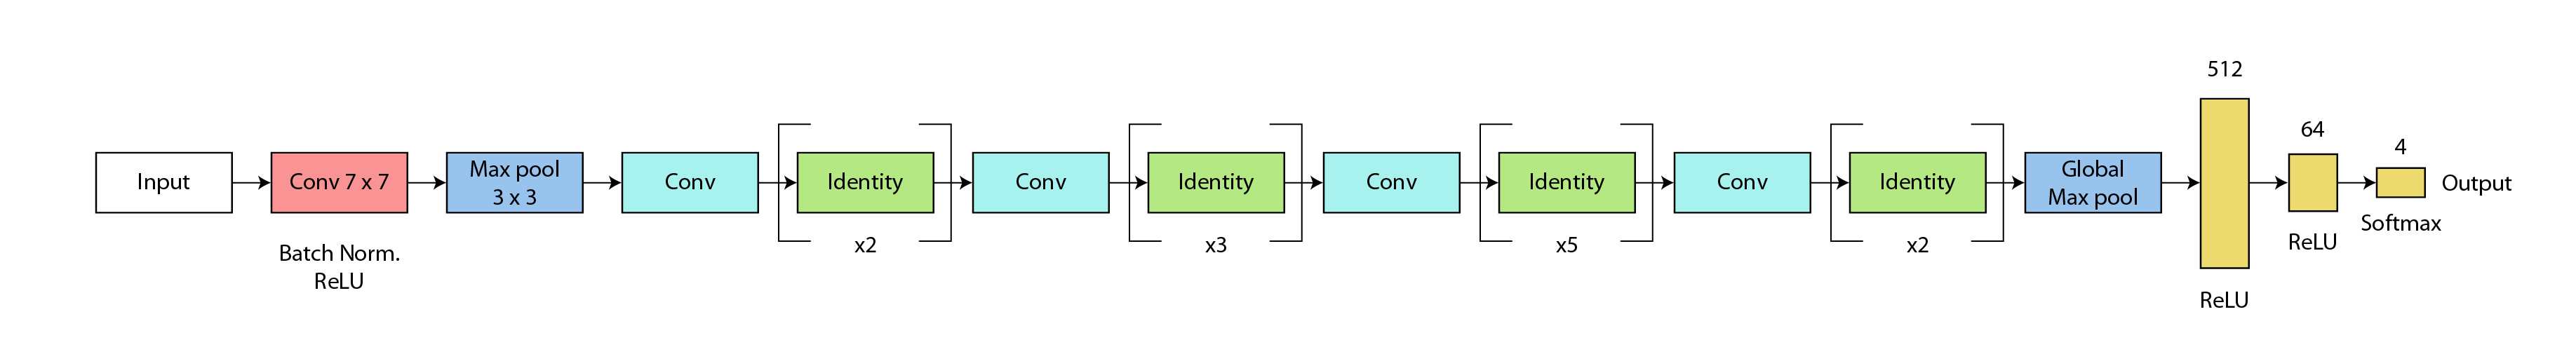 Input
Conv 7 x 7
Batch Norm.
ReLU
Max pool
3 x 3
Conv
Identity
x2
Conv
Identity
x3
Conv
Identity
x5
Conv
Identity
x2
Global
Max pool
512
ReLU
64
ReLU
4
Softmax
Output